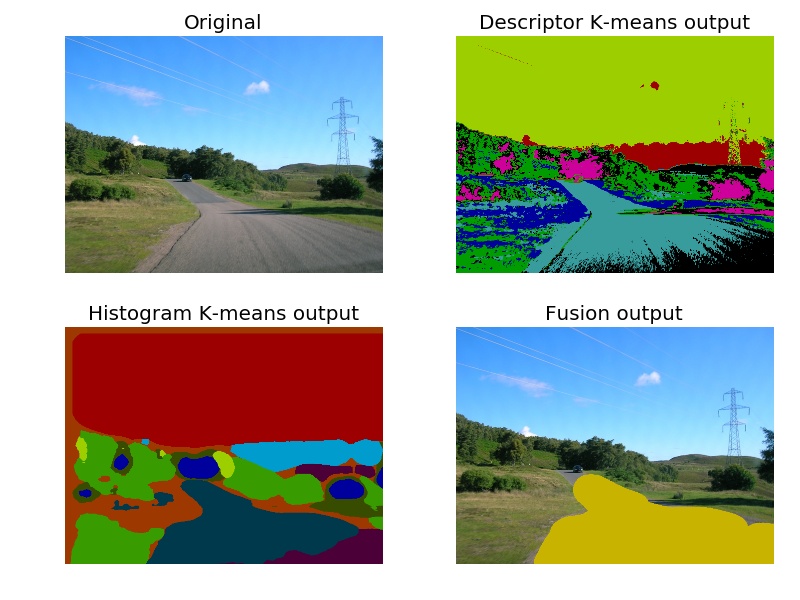 Original
Descriptor K-means output
Histogram K-means output
Fusion output